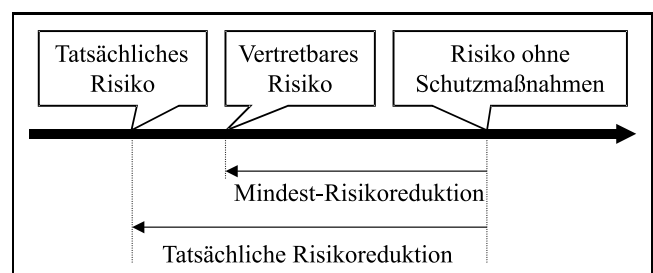 Tatsächliches
Risiko
Vertretbares
Risiko
Risiko ohne
Schutzmaßnahmen
Mindest-Risikoreduktion
Tatsächliche Risikoreduktion